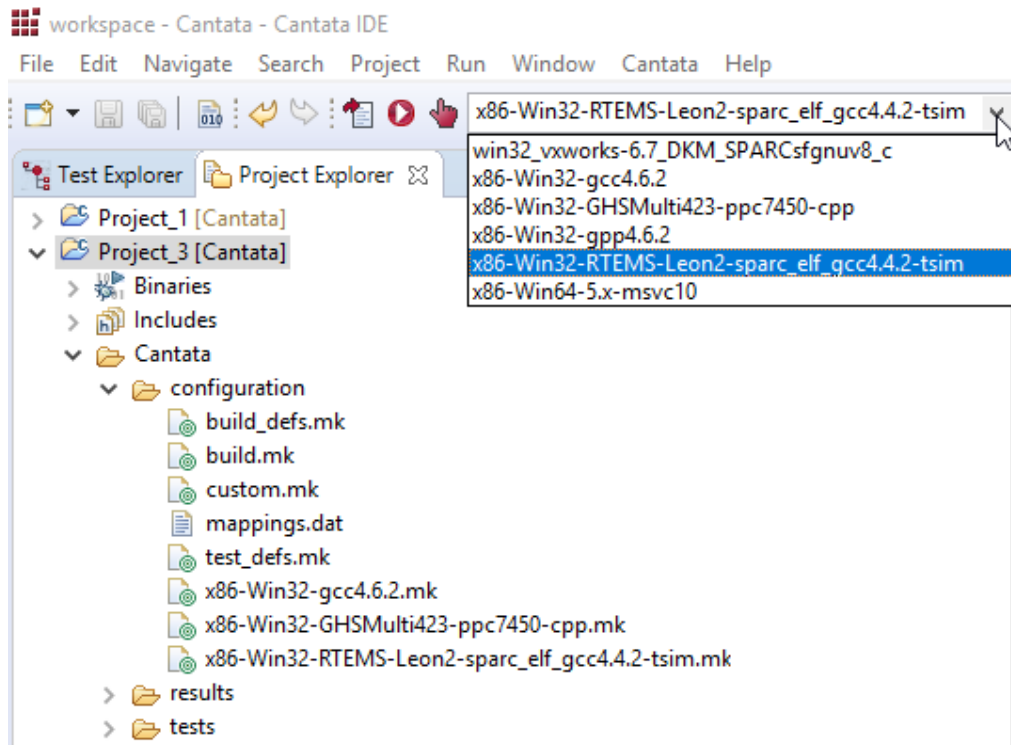 workspace - Cantata - Cantata IDE
File Edit Navigate Search Project Run Window Cantata Help
010 x86-Win32-RTEMS-Leon2-sparc_elf_gcc4.4.2-tsim
win32_vxworks-6.7_DKM_SPARCsfgnuv8_c
x86-Win32-gcc4.6.2
x86-Win32-GHSMulti423-ppc7450-cpp
x86-Win32-gpp4.6.2
x86-Win32-RTEMS-Leon2-sparc_elf_gcc4.4.2-tsim
x86-Win64-5.x-msvc10
Test Explorer Project Explorer
Project_1 [Cantata]
Project_3 [Cantata]
Binaries
Includes
Cantata
configuration
build_defs.mk
build.mk
custom.mk
mappings.dat
test_defs.mk
x86-Win32-gcc4.6.2.mk
x86-Win32-GHSMulti423-ppc7450-cpp.mk
x86-Win32-RTEMS-Leon2-sparc_elf_gcc4.4.2-tsim.mk
results
tests